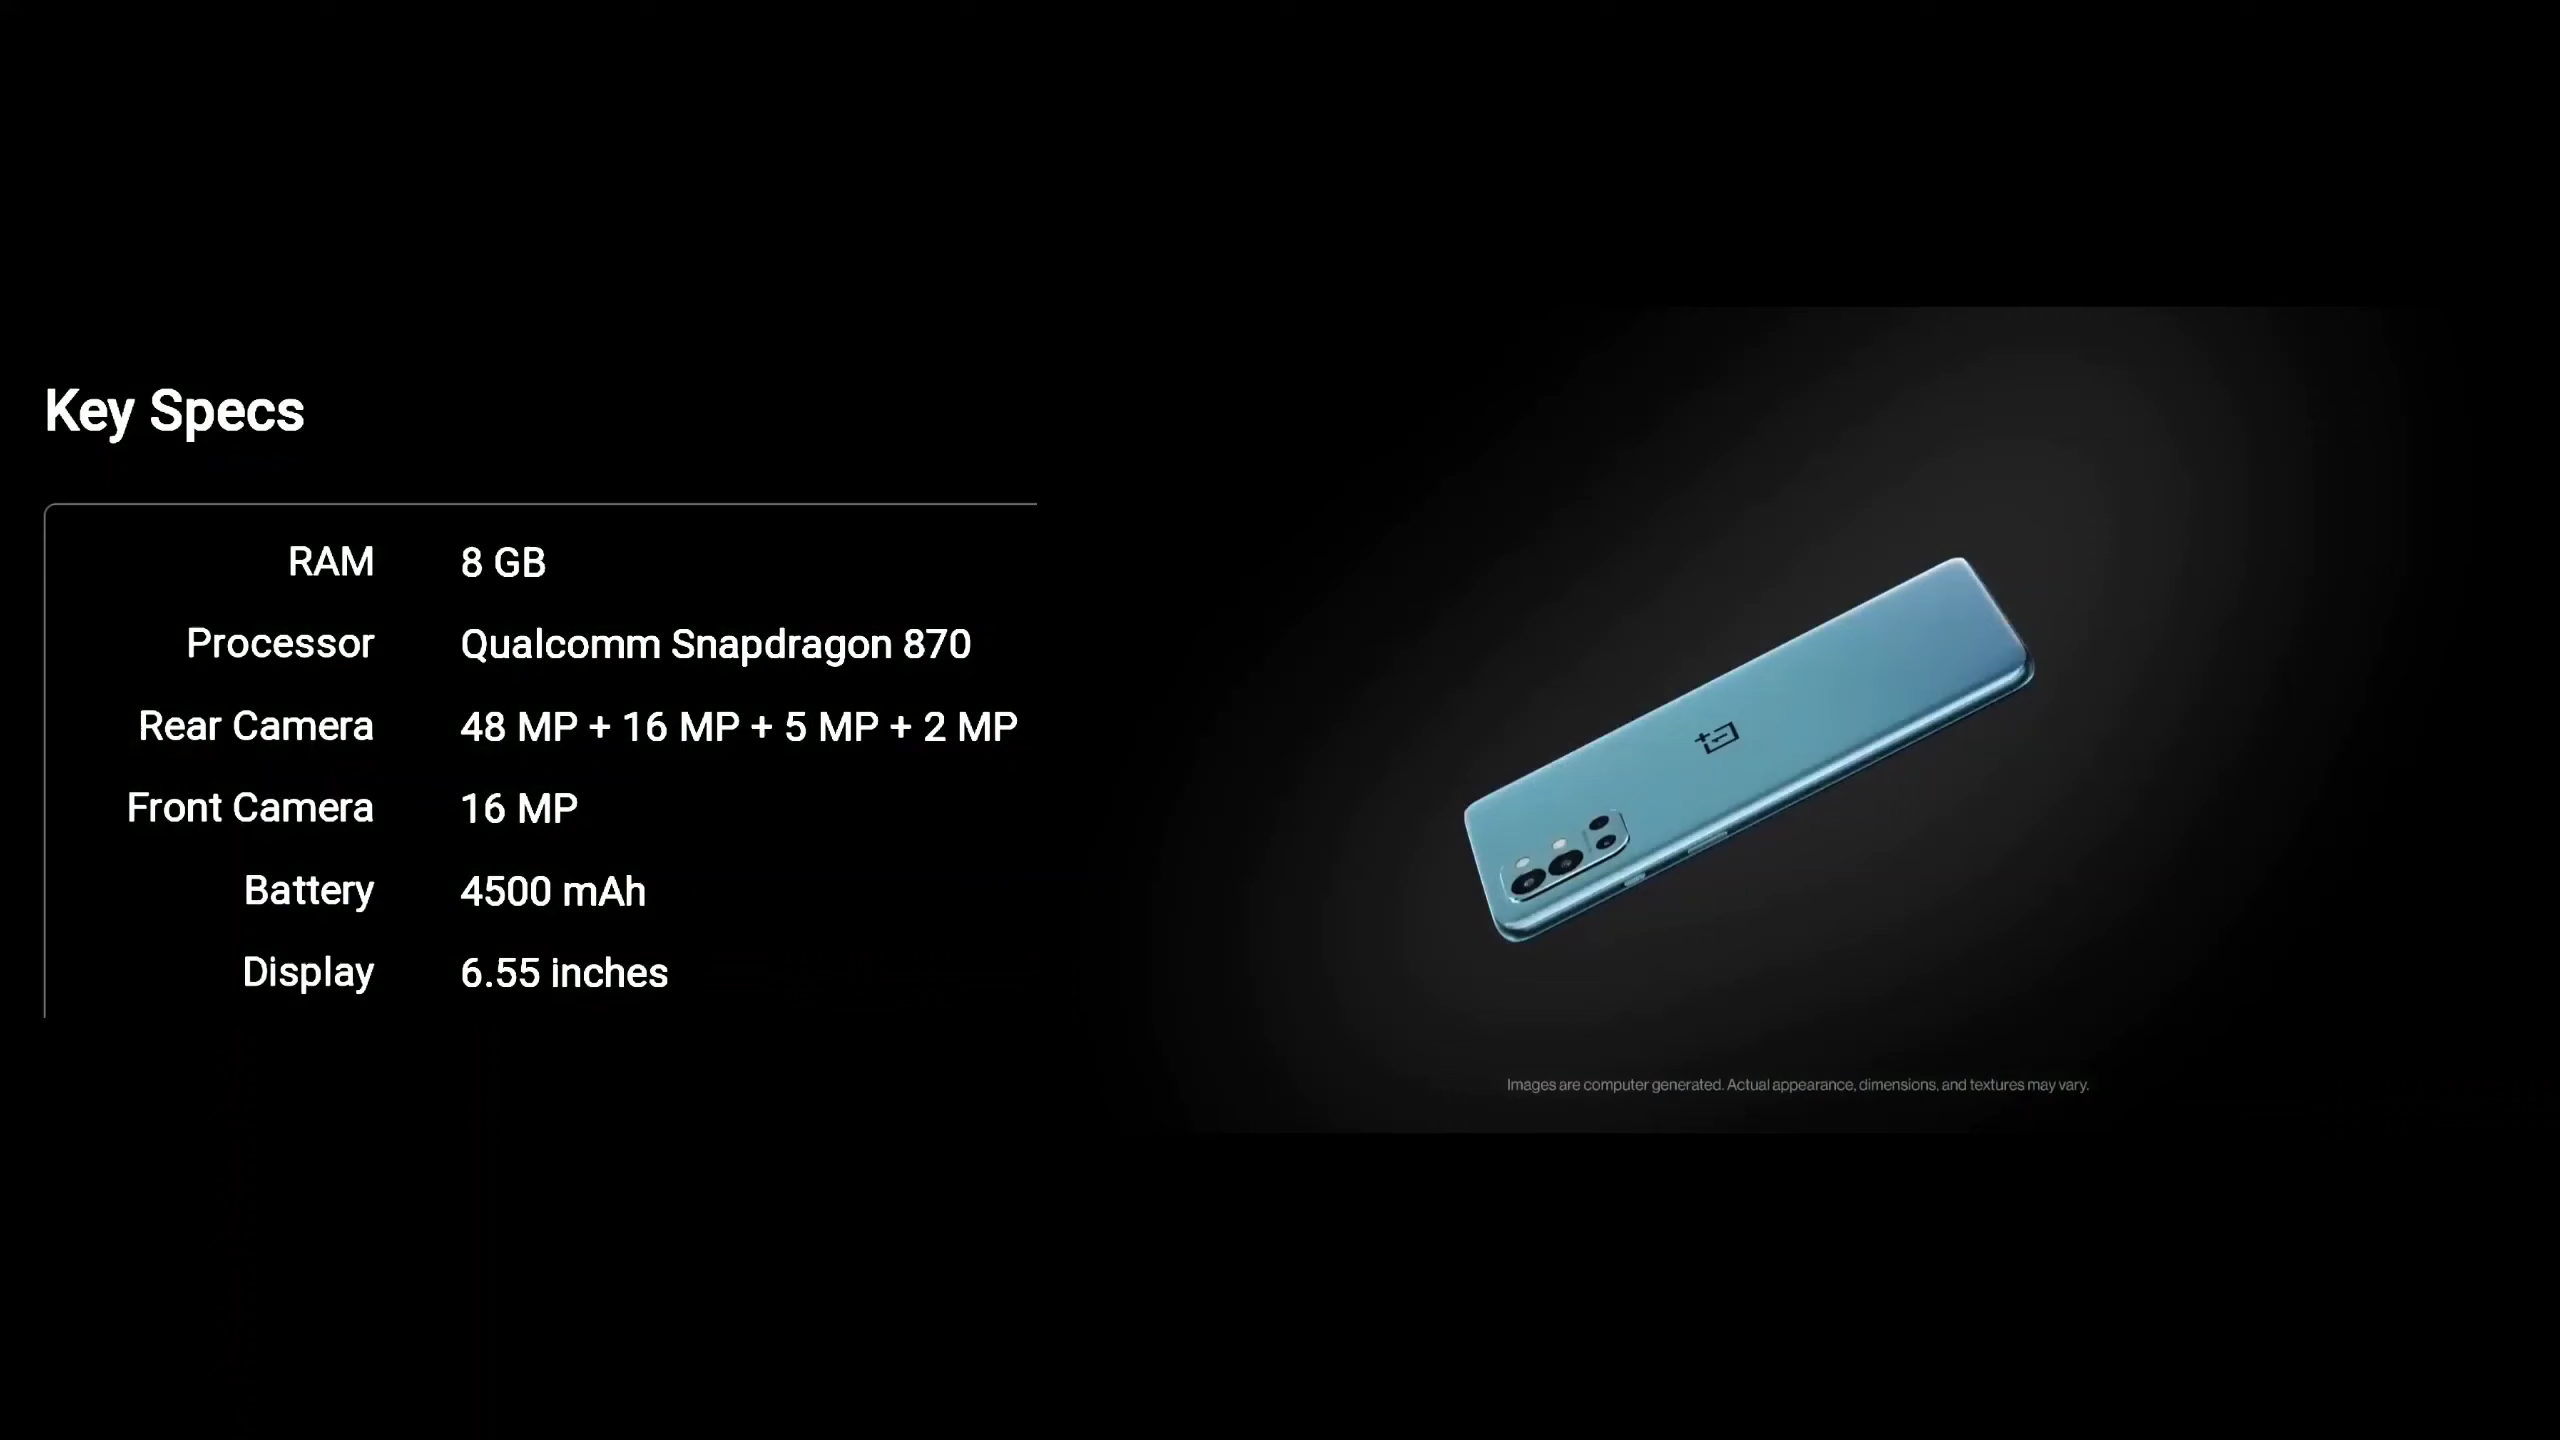 Key Specs
RAM 8 GB
Processor Qualcomm Snapdragon 870
Rear Camera 48 MP + 16 MP + 5 MP + 2 MP
Front Camera 16 MP
Battery 4500 mAh
Display 6.55 inches
Images are computer generated. Actual appearance, dimensions, and textures may vary.